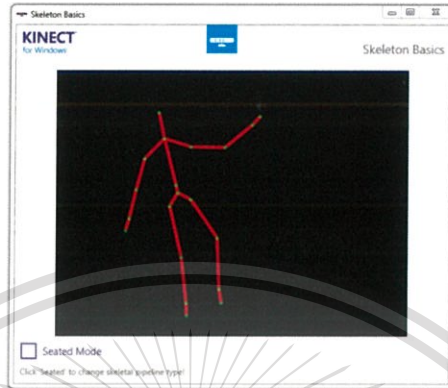 Skeleton Basics
KINECT
for Windows
Skeleton Basics
Seated Mode
Click 'Seated' to change skeletal pipeline type!